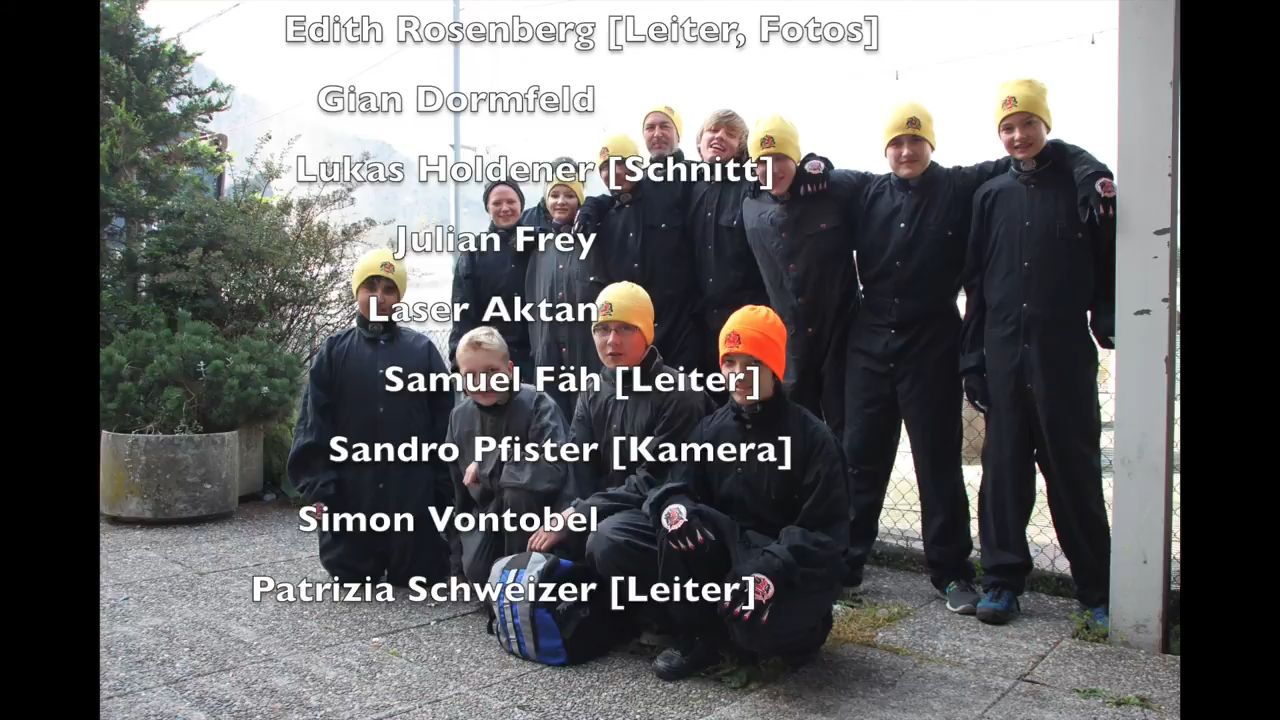 Edith Rosenberg [Leiter, Fotos]
Gian Dormfeld
Lukas Holdener [Schnitt]
Julian Frey
Laser Aktan
Samuel Fäh [Leiter]
Sandro Pfister [Kamera]
Simon Vontobel
Patrizia Schweizer [Leiter]